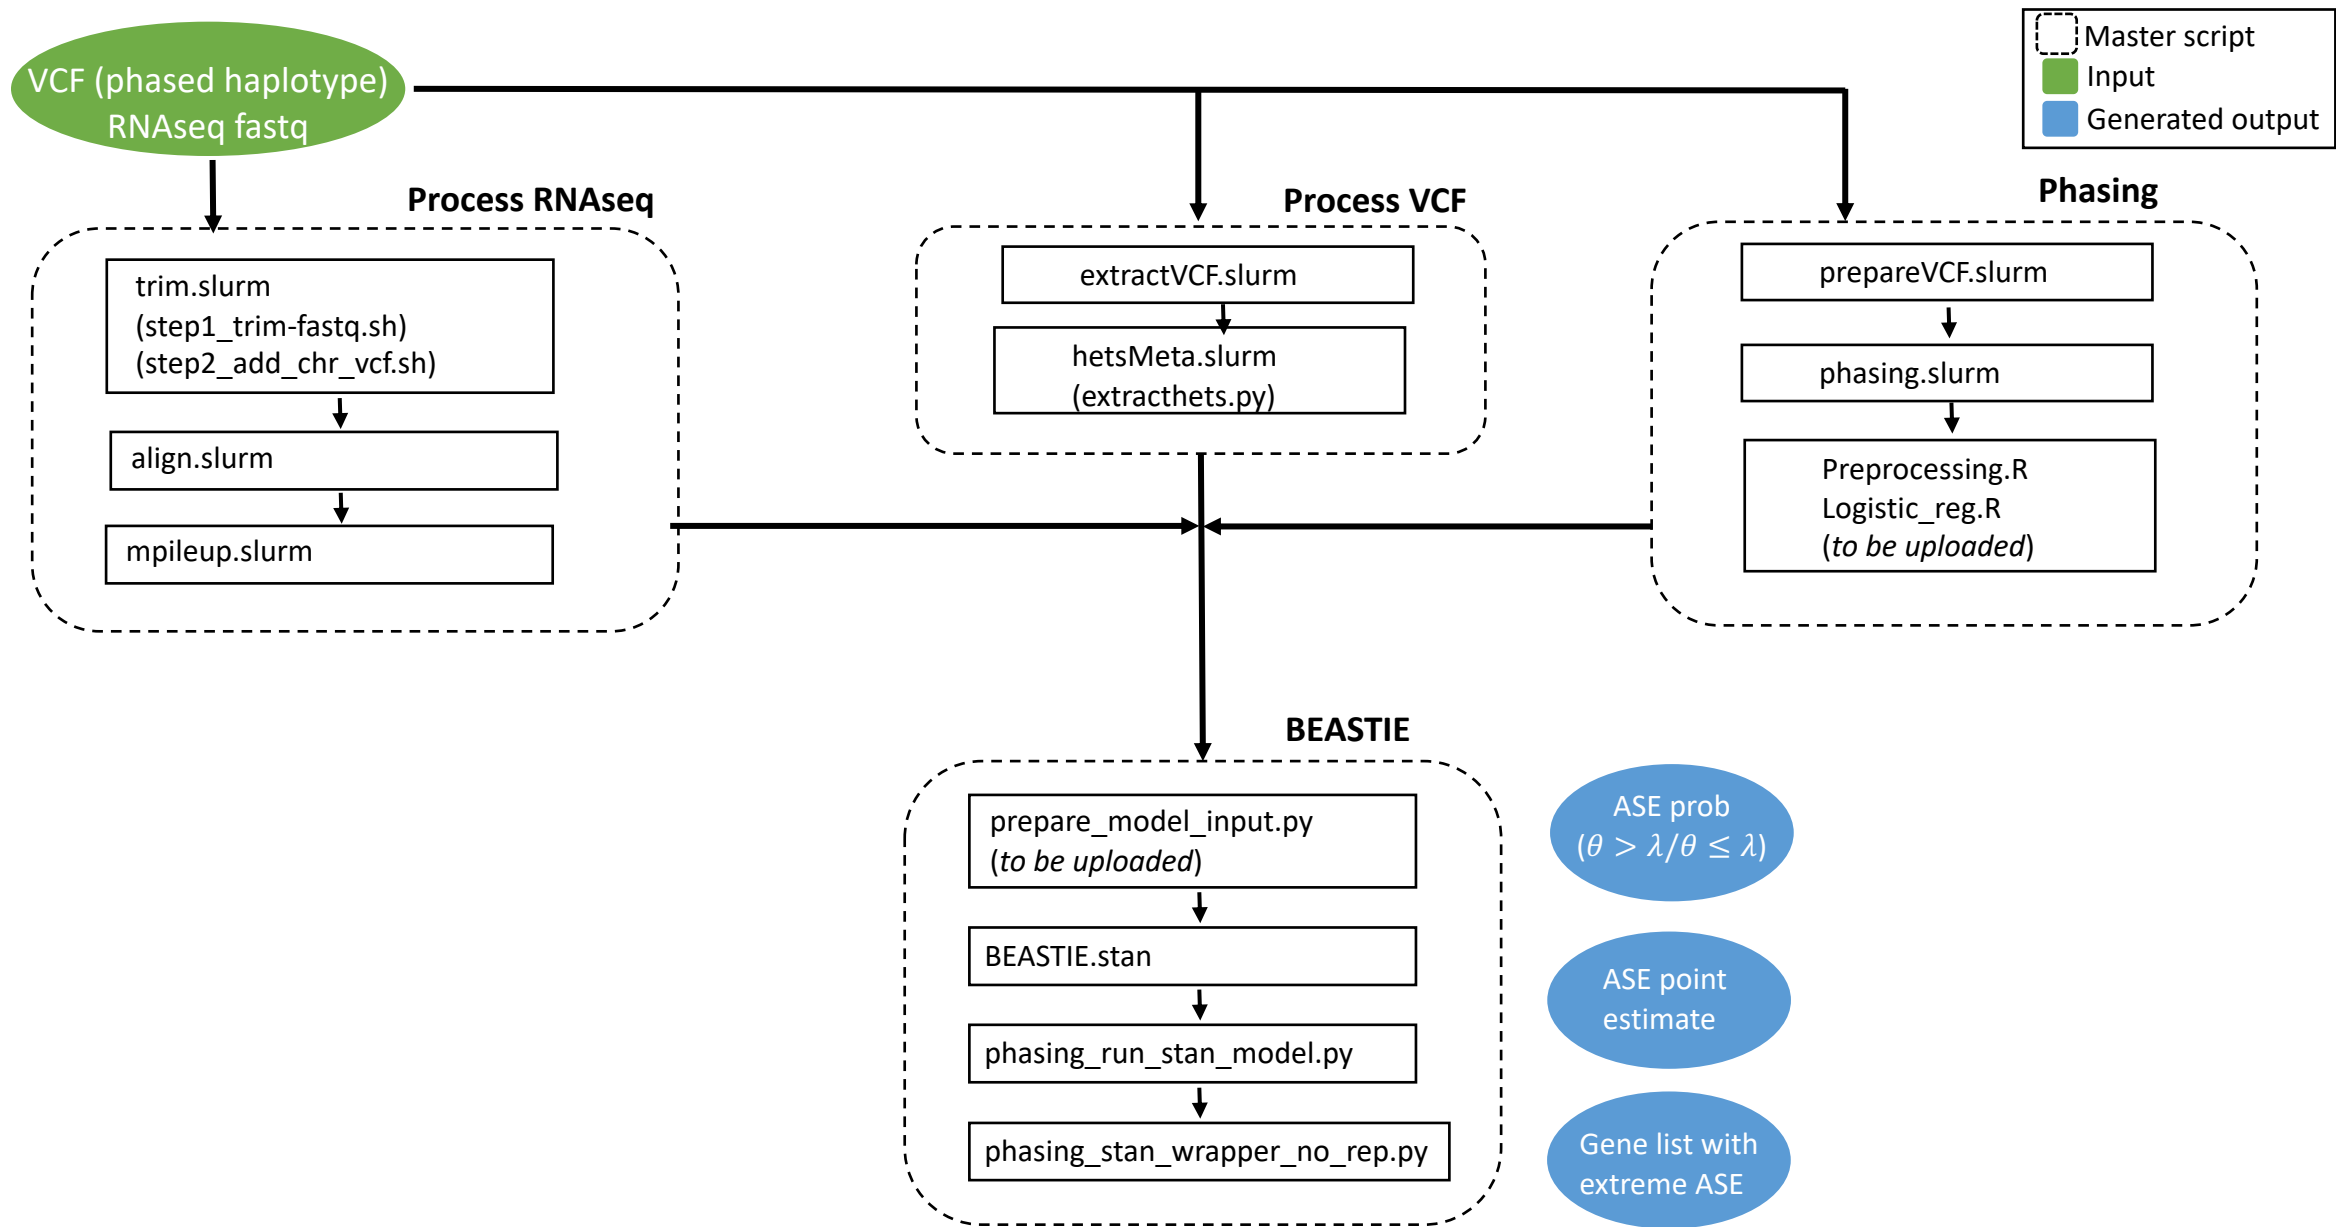 VCF (phased haplotype)
RNAseq fastq
Master script
Input
Generated output
Process RNAseq
trim.slurm
(step1_trim-fastq.sh)
(step2_add_chr_vcf.sh)
align.slurm
mpileup.slurm
Process VCF
extractVCF.slurm
hetsMeta.slurm
(extracthets.py)
Phasing
prepareVCF.slurm
phasing.slurm
Preprocessing.R
Logistic_reg.R
(to be uploaded)
BEASTIE
prepare_model_input.py
(to be uploaded)
BEASTIE.stan
phasing_run_stan_model.py
phasing_stan_wrapper_no_rep.py
ASE prob
(𝜃 > 𝜆/𝜃 ≤ 𝜆)
ASE point
estimate
Gene list with
extreme ASE